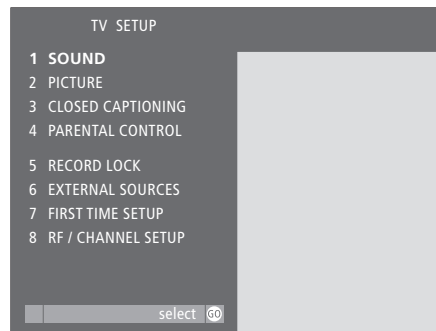 TV SETUP
1 SOUND
2 PICTURE
3 CLOSED CAPTIONING
4 PARENTAL CONTROL
5 RECORD LOCK
6 EXTERNAL SOURCES
7 FIRST TIME SETUP
8 RF / CHANNEL SETUP
select GO